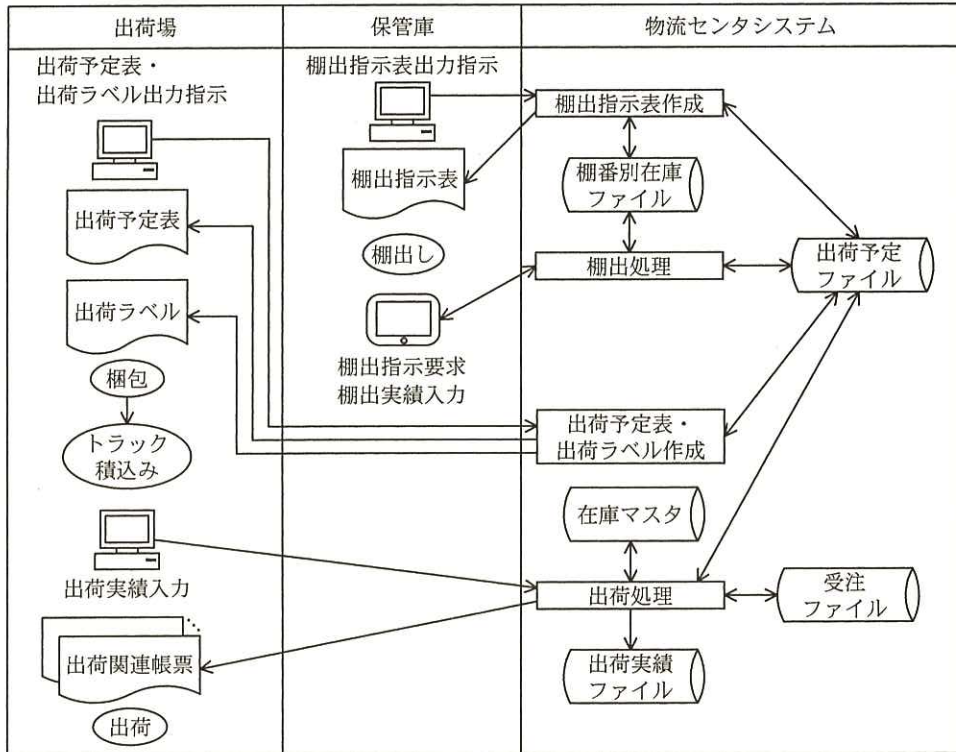 出荷場
保管庫
物流センタシステム
出荷予定表・
出荷ラベル出力指示
出荷予定表
出荷ラベル
梱包
トラック
積込み
出荷実績入力
出荷関連帳票
出荷
棚出指示表出力指示
棚出指示表
棚出し
棚出指示要求
棚出実績入力
棚出指示表作成
棚番別在庫
ファイル
棚出処理
出荷予定
ファイル
出荷予定表・
出荷ラベル作成
在庫マスタ
出荷処理
受注
ファイル
出荷実績
ファイル